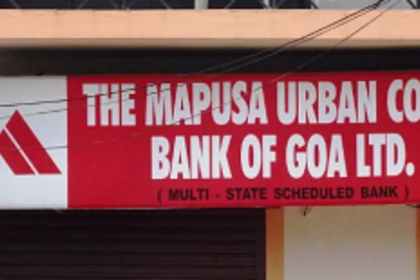 THE MAPUSA URBAN CO
BANK OF GOA LTD.
( MULTI - STATE SCHEDULED BANK )